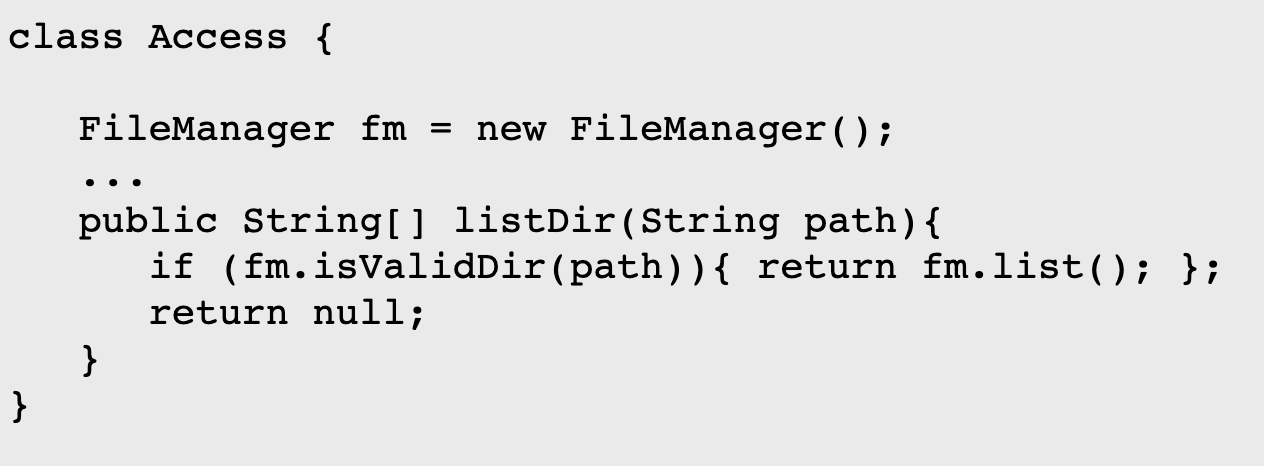 class Access {
FileManager fm = new FileManager();
...
public String[] listDir(String path){
if (fm.isValidDir(path)){ return fm.list(); };
return null;
}
}